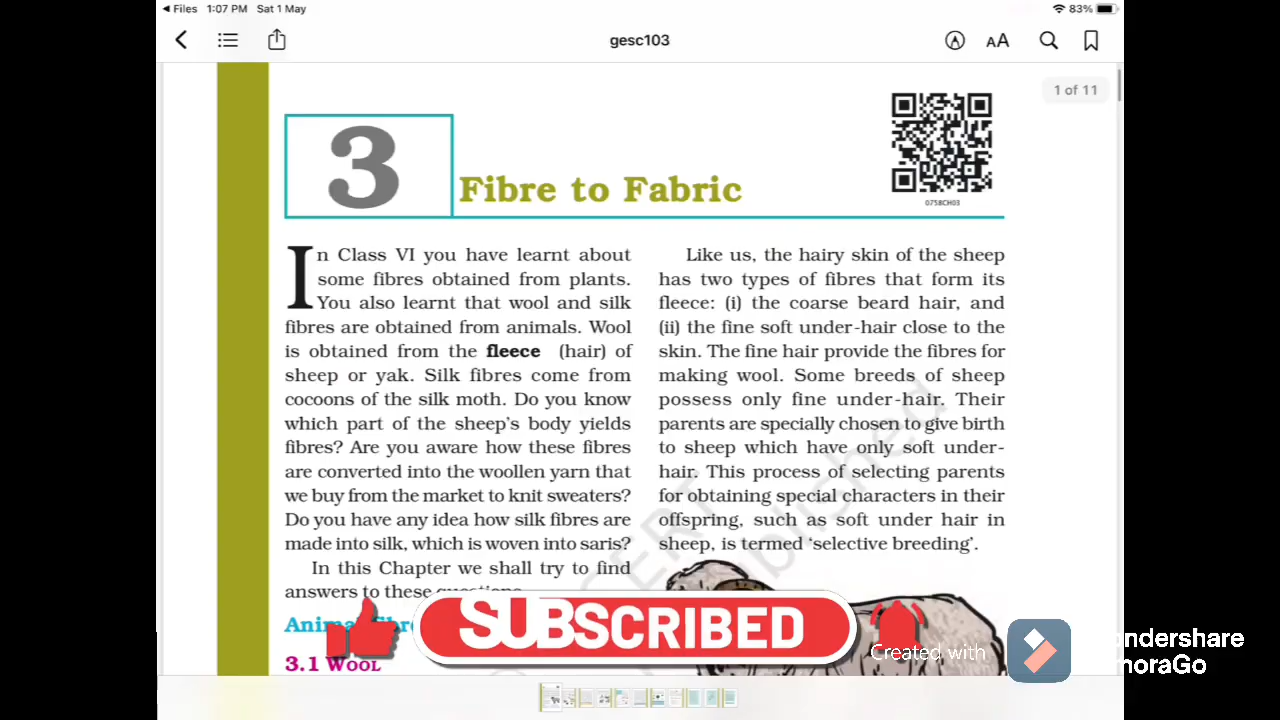 Files 1:07 PM Sat 1 May 83%
gesc103
AA
1 of 11
3
Fibre to Fabric
0758CH03
In Class VI you have learnt about
some fibres obtained from plants.
You also learnt that wool and silk
fibres are obtained from animals. Wool
is obtained from the fleece (hair) of
sheep or yak. Silk fibres come from
cocoons of the silk moth. Do you know
which part of the sheep's body yields
fibres? Are you aware how these fibres
are converted into the woollen yarn that
we buy from the market to knit sweaters?
Do you have any idea how silk fibres are
made into silk, which is woven into saris?
In this Chapter we shall try to find
answers to these questions.
3.1 WOOL
Like us, the hairy skin of the sheep
has two types of fibres that form its
fleece: (i) the coarse beard hair, and
(ii) the fine soft under-hair close to the
skin. The fine hair provide the fibres for
making wool. Some breeds of sheep
possess only fine under-hair. Their
parents are specially chosen to give birth
to sheep which have only soft under-
hair. This process of selecting parents
for obtaining special characters in their
offspring, such as soft under hair in
sheep, is termed 'selective breeding'.
SUBSCRIBED
Created with
ndershare
moraGo